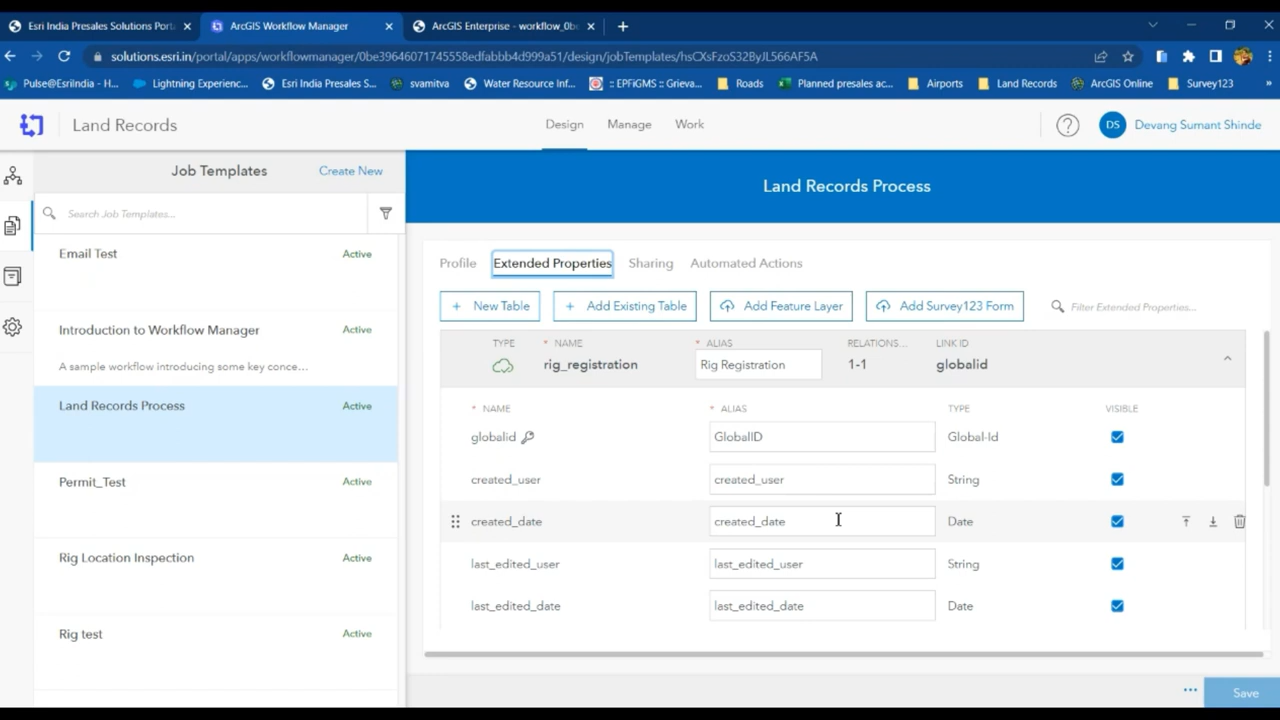 Esri India Presales Solutions Port
ArcGIS Workflow Manager
ArcGIS Enterprise - workflow_0b
solutions.esri.in/portal/apps/workflowmanager/0be39646071745558edfabbb4d999a51/design/jobTemplates/hsCXsFzoS32ByJL566AF5A
Pulse@EsriIndia - H...
Lightning Experienc...
Esri India Presales S...
svamitva
Water Resource Inf...
:: EPFiGMS :: Grieva...
Roads
Planned presales ac...
Airports
Land Records
ArcGIS Online
Survey123
»
Land Records
Design
Manage
Work
DS
Devang Sumant Shinde
Job Templates
Create New
Search Job Templates...
Email Test
Active
Introduction to Workflow Manager
Active
A sample workflow introducing some key conce...
Land Records Process
Active
Permit_Test
Active
Rig Location Inspection
Active
Rig test
Active
Land Records Process
Profile
Extended Properties
Sharing
Automated Actions
+ New Table
+ Add Existing Table
Add Feature Layer
Add Survey123 Form
Filter Extended Properties...
TYPE * NAME * ALIAS RELATIONS... LINK ID
rig_registration Rig Registration 1-1 globalid
* NAME * ALIAS TYPE VISIBLE
globalid GlobalID Global-Id
created_user created_user String
created_date created_date Date
last_edited_user last_edited_user String
last_edited_date last_edited_date Date
Save